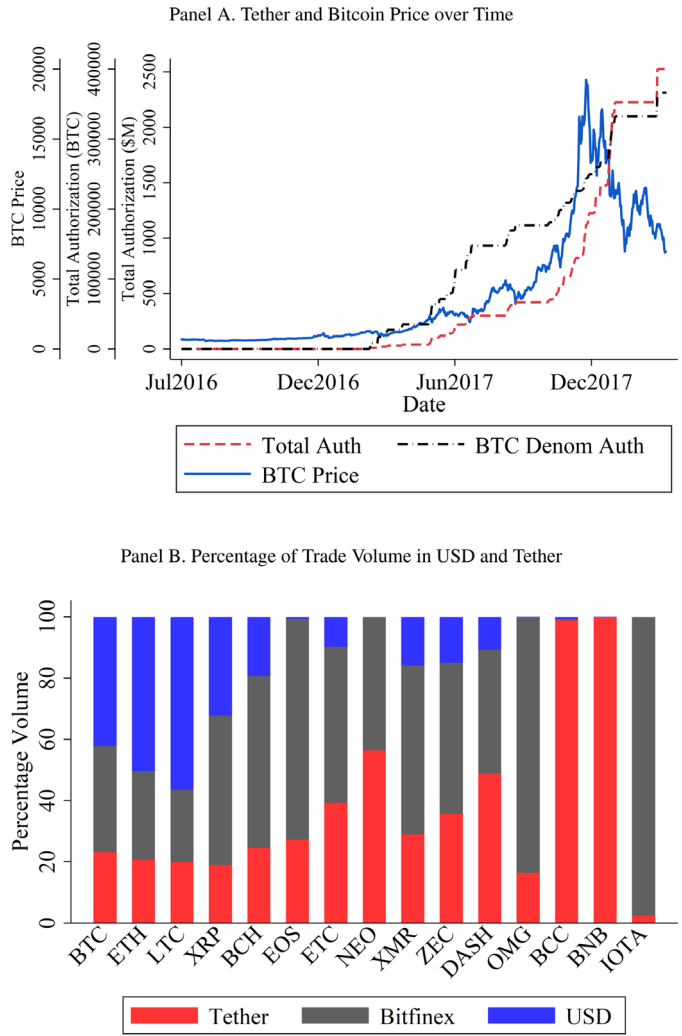 Panel A. Tether and Bitcoin Price over Time
BTC Price
0 5000 10000 15000 20000
Total Authorization (BTC)
0 100000 200000 300000 400000
Total Authorization ($M)
0 500 1000 1500 2000 2500
Jul2016 Dec2016 Jun2017 Dec2017
Date
Total Auth BTC Denom Auth
BTC Price
Panel B. Percentage of Trade Volume in USD and Tether
Percentage Volume
0 20 40 60 80 100
BTC ETH LTC XRP BCH EOS ETC NEO XMR ZEC DASH OMG BCC BNB IOTA
Tether Bitfinex USD